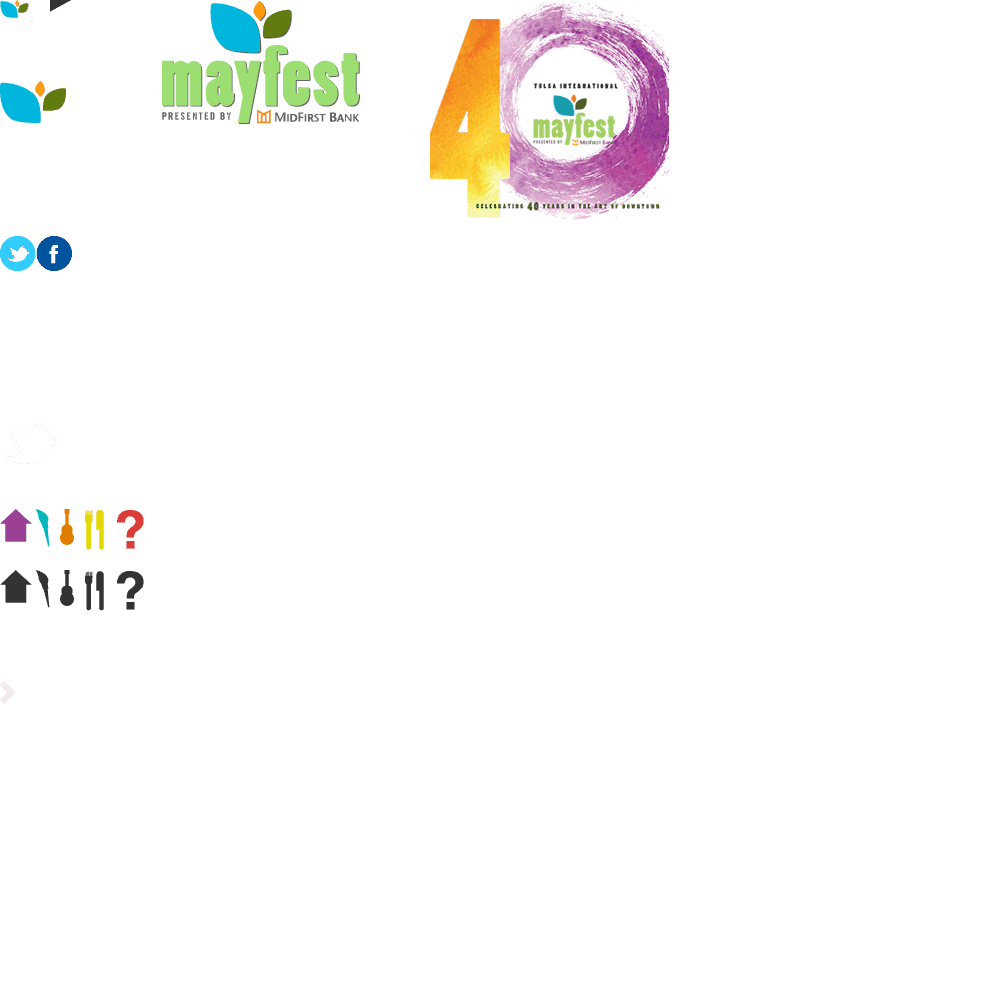 mayfest
PRESENTED BY MIDFIRST BANK
40
TULSA INTERNATIONAL
mayfest
PRESENTED BY MIDFIRST BANK
CELEBRATING 40 YEARS IN THE ART OF DOWNTOWN
f
?
?